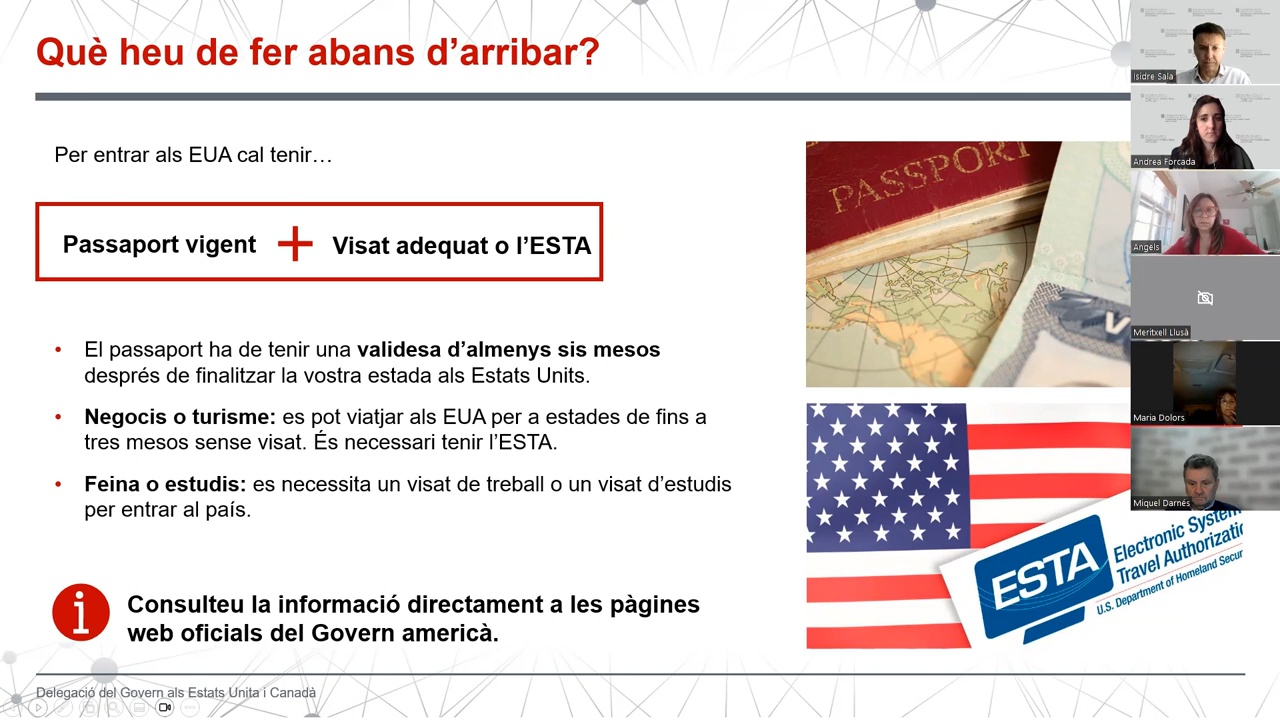 Què heu de fer abans d’arribar?
Per entrar als EUA cal tenir…
Passaport vigent + Visat adequat o l’ESTA
• El passaport ha de tenir una validesa d’almenys sis mesos
després de finalitzar la vostra estada als Estats Units.
• Negocis o turisme: es pot viatjar als EUA per a estades de fins a
tres mesos sense visat. És necessari tenir l’ESTA.
• Feina o estudis: es necessita un visat de treball o un visat d’estudis
per entrar al país.
i
Consulteu la informació directament a les pàgines
web oficials del Govern americà.
Delegació del Govern als Estats Unita i Canadà
PASSPORT
V
ESTA
Electronic System
Travel Authorizatio
U.S. Department of Homeland Secur
Isidre Sala
Andrea Forcada
Àngels
Meritxell Llusà
Maria Dolors
Miquel Darnés